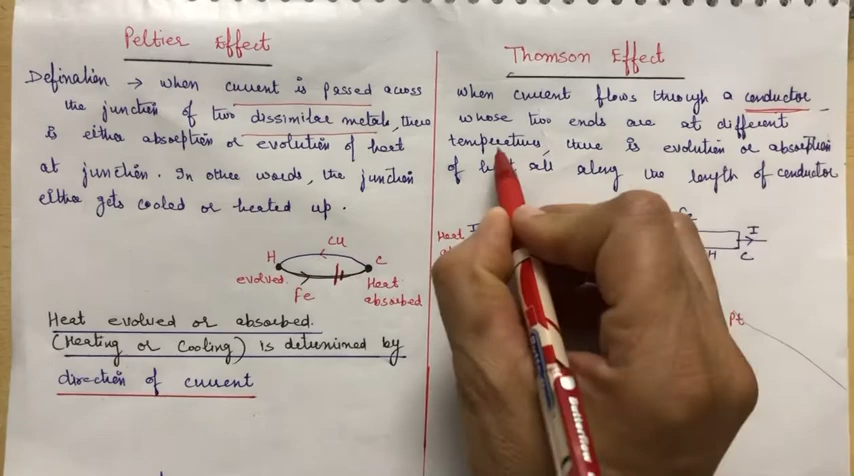 Peltier Effect
Defination → when current is passed across
the junction of two dissimilar metals, there
is either absorption or evolution of heat
at junction. In other words, the junction
either gets cooled or heated up.
Cu
H
C
evolved.
Heat
absorbed
Fe
Heat evolved or absorbed.
(Heating or Cooling) is determined by
direction of current
Thomson Effect
when current flows through a conductor
whose two ends are at different
temperatures, there is evolution or absorption
of heat all along the length of conductor
Heat
I
I
H
C
Pt